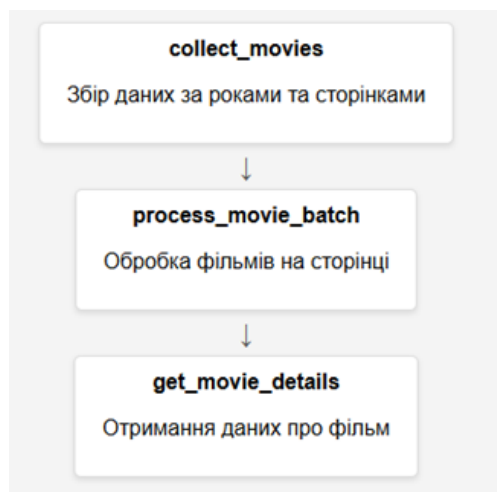 collect_movies
Збір даних за роками та сторінками
↓
process_movie_batch
Обробка фільмів на сторінці
↓
get_movie_details
Отримання даних про фільм